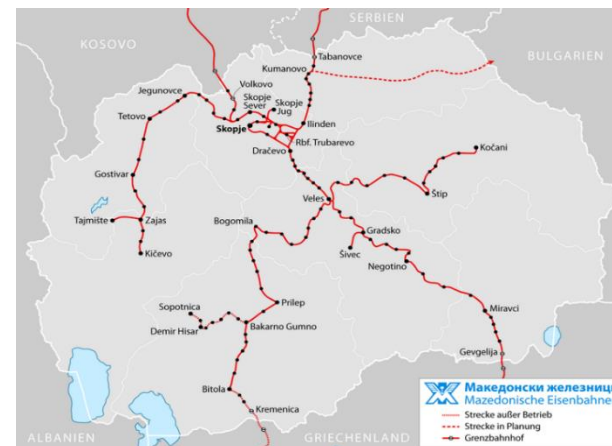 SERBIEN
KOSOVO
BULGARIEN
Tabanovce
Kumanovo
Volkovo
Jegunovce
Skopje
Sever
Skopje
Jug
Tetovo
Skopje
Ilinden
Rbf. Trubarevo
Dračevo
Kočani
Gostivar
Štip
Veles
Tajmište
Zajas
Bogomila
Gradsko
Kičevo
Šivec
Negotino
Sopotnica
Prilep
Miravci
Demir Hisar
Bakarno Gumno
Gevgelija
Bitola
Kremenica
ALBANIEN
GRIECHENLAND
Македонски железниц
Mazedonische Eisenbahne
Strecke außer Betrieb
Strecke in Planung
Grenzbahnhof